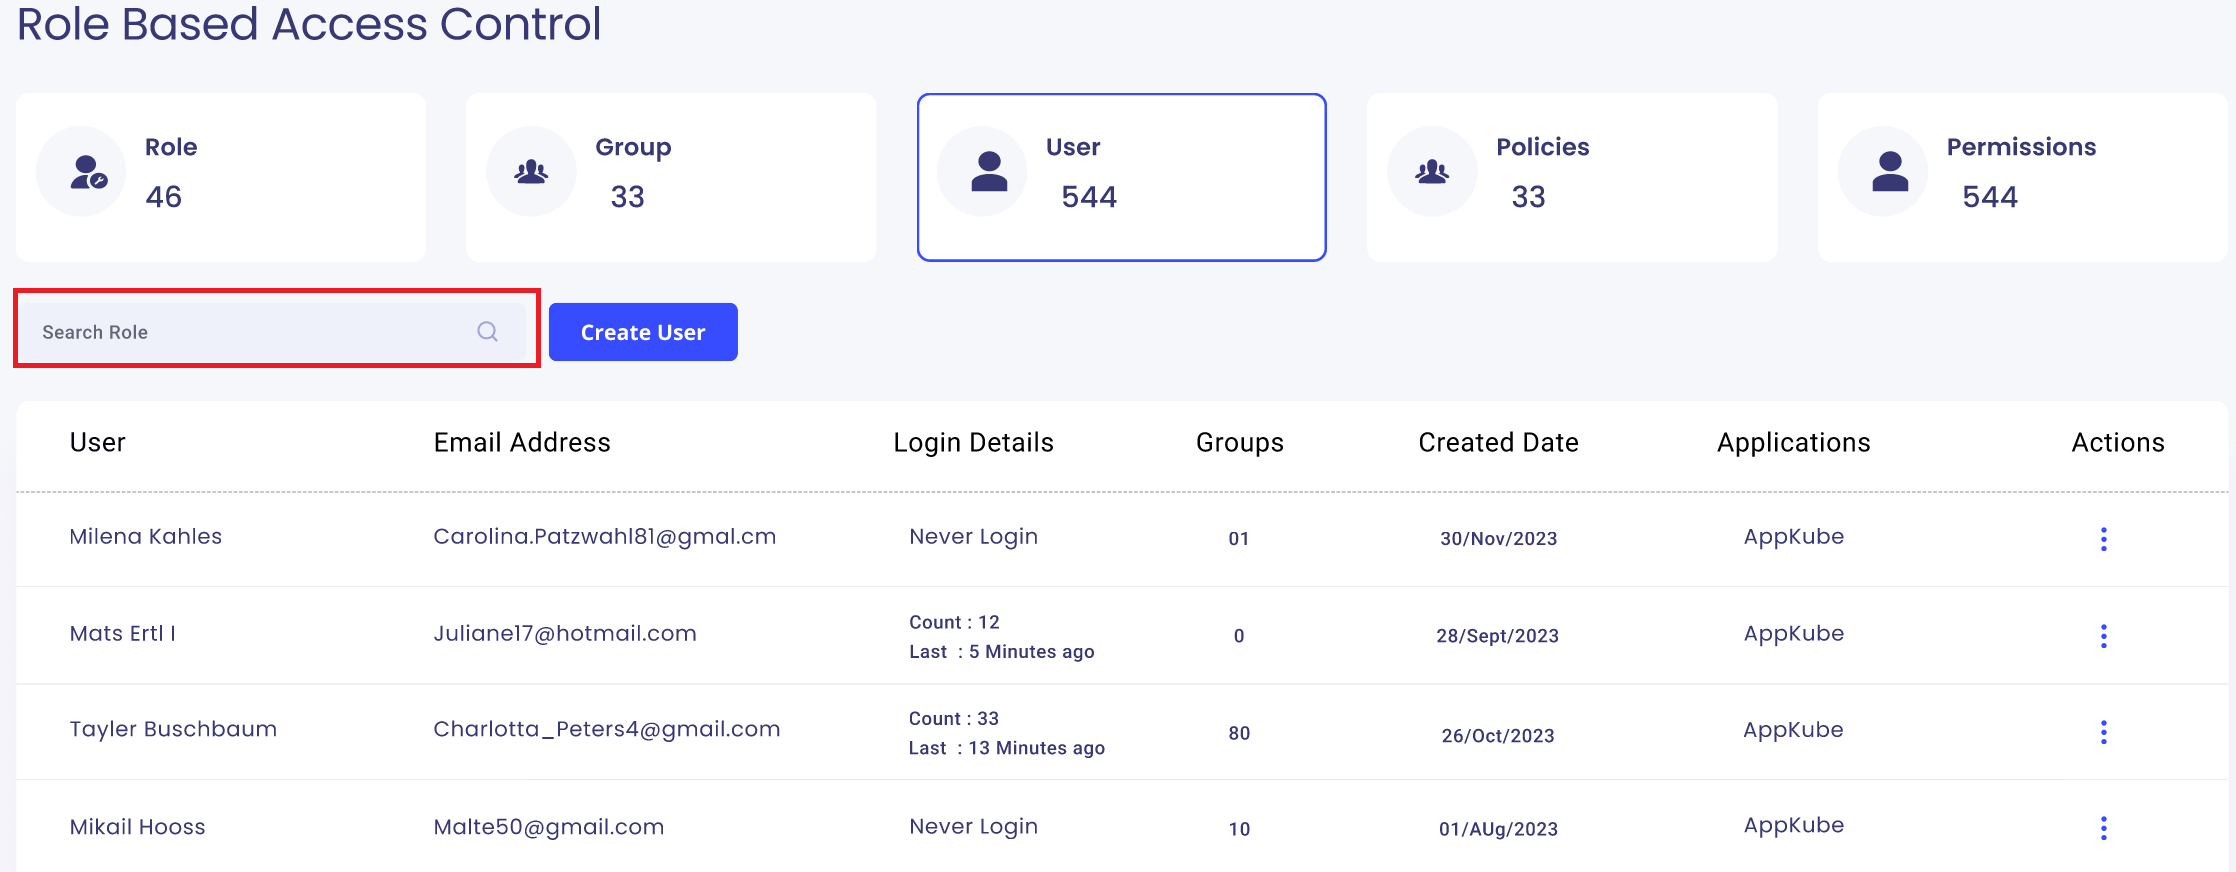 Role Based Access Control
Role
46
Group
33
User
544
Policies
33
Permissions
544
Search Role
Create User
User Email Address Login Details Groups Created Date Applications Actions
Milena Kahles Carolina.Patzwahl81@gmal.cm Never Login 01 30/Nov/2023 AppKube
Mats Ertl I Juliane17@hotmail.com Count : 12
Last : 5 Minutes ago
0 28/Sept/2023 AppKube
Tayler Buschbaum Charlotta_Peters4@gmail.com Count : 33
Last : 13 Minutes ago
80 26/Oct/2023 AppKube
Mikail Hooss Malte50@gmail.com Never Login 10 01/AUg/2023 AppKube